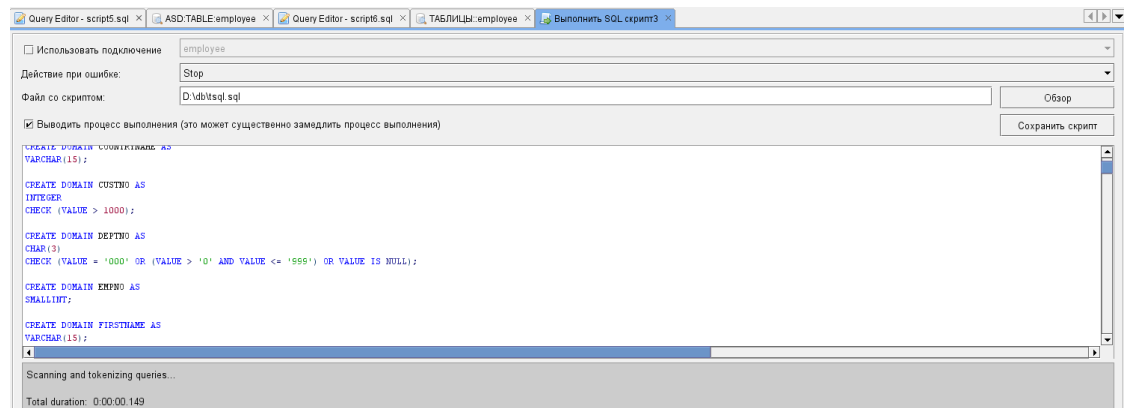 Query Editor - script5.sql
ASD:TABLE:employee
Query Editor - script6.sql
ТАБЛИЦЫ::employee
Выполнить SQL скрипт3
Использовать подключение
employee
Действие при ошибке:
Stop
Файл со скриптом:
D:\db\tsql.sql
Обзор
Выводить процесс выполнения (это может существенно замедлить процесс выполнения)
Сохранить скрипт
CREATE DOMAIN COUNTRYNAME AS
VARCHAR(15);
CREATE DOMAIN CUSTNO AS
INTEGER
CHECK (VALUE > 1000);
CREATE DOMAIN DEPTNO AS
CHAR(3)
CHECK (VALUE = '000' OR (VALUE > '0' AND VALUE <= '999') OR VALUE IS NULL);
CREATE DOMAIN EMPNO AS
SMALLINT;
CREATE DOMAIN FIRSTNAME AS
VARCHAR(15);
Scanning and tokenizing queries...
Total duration: 0:00:00.149